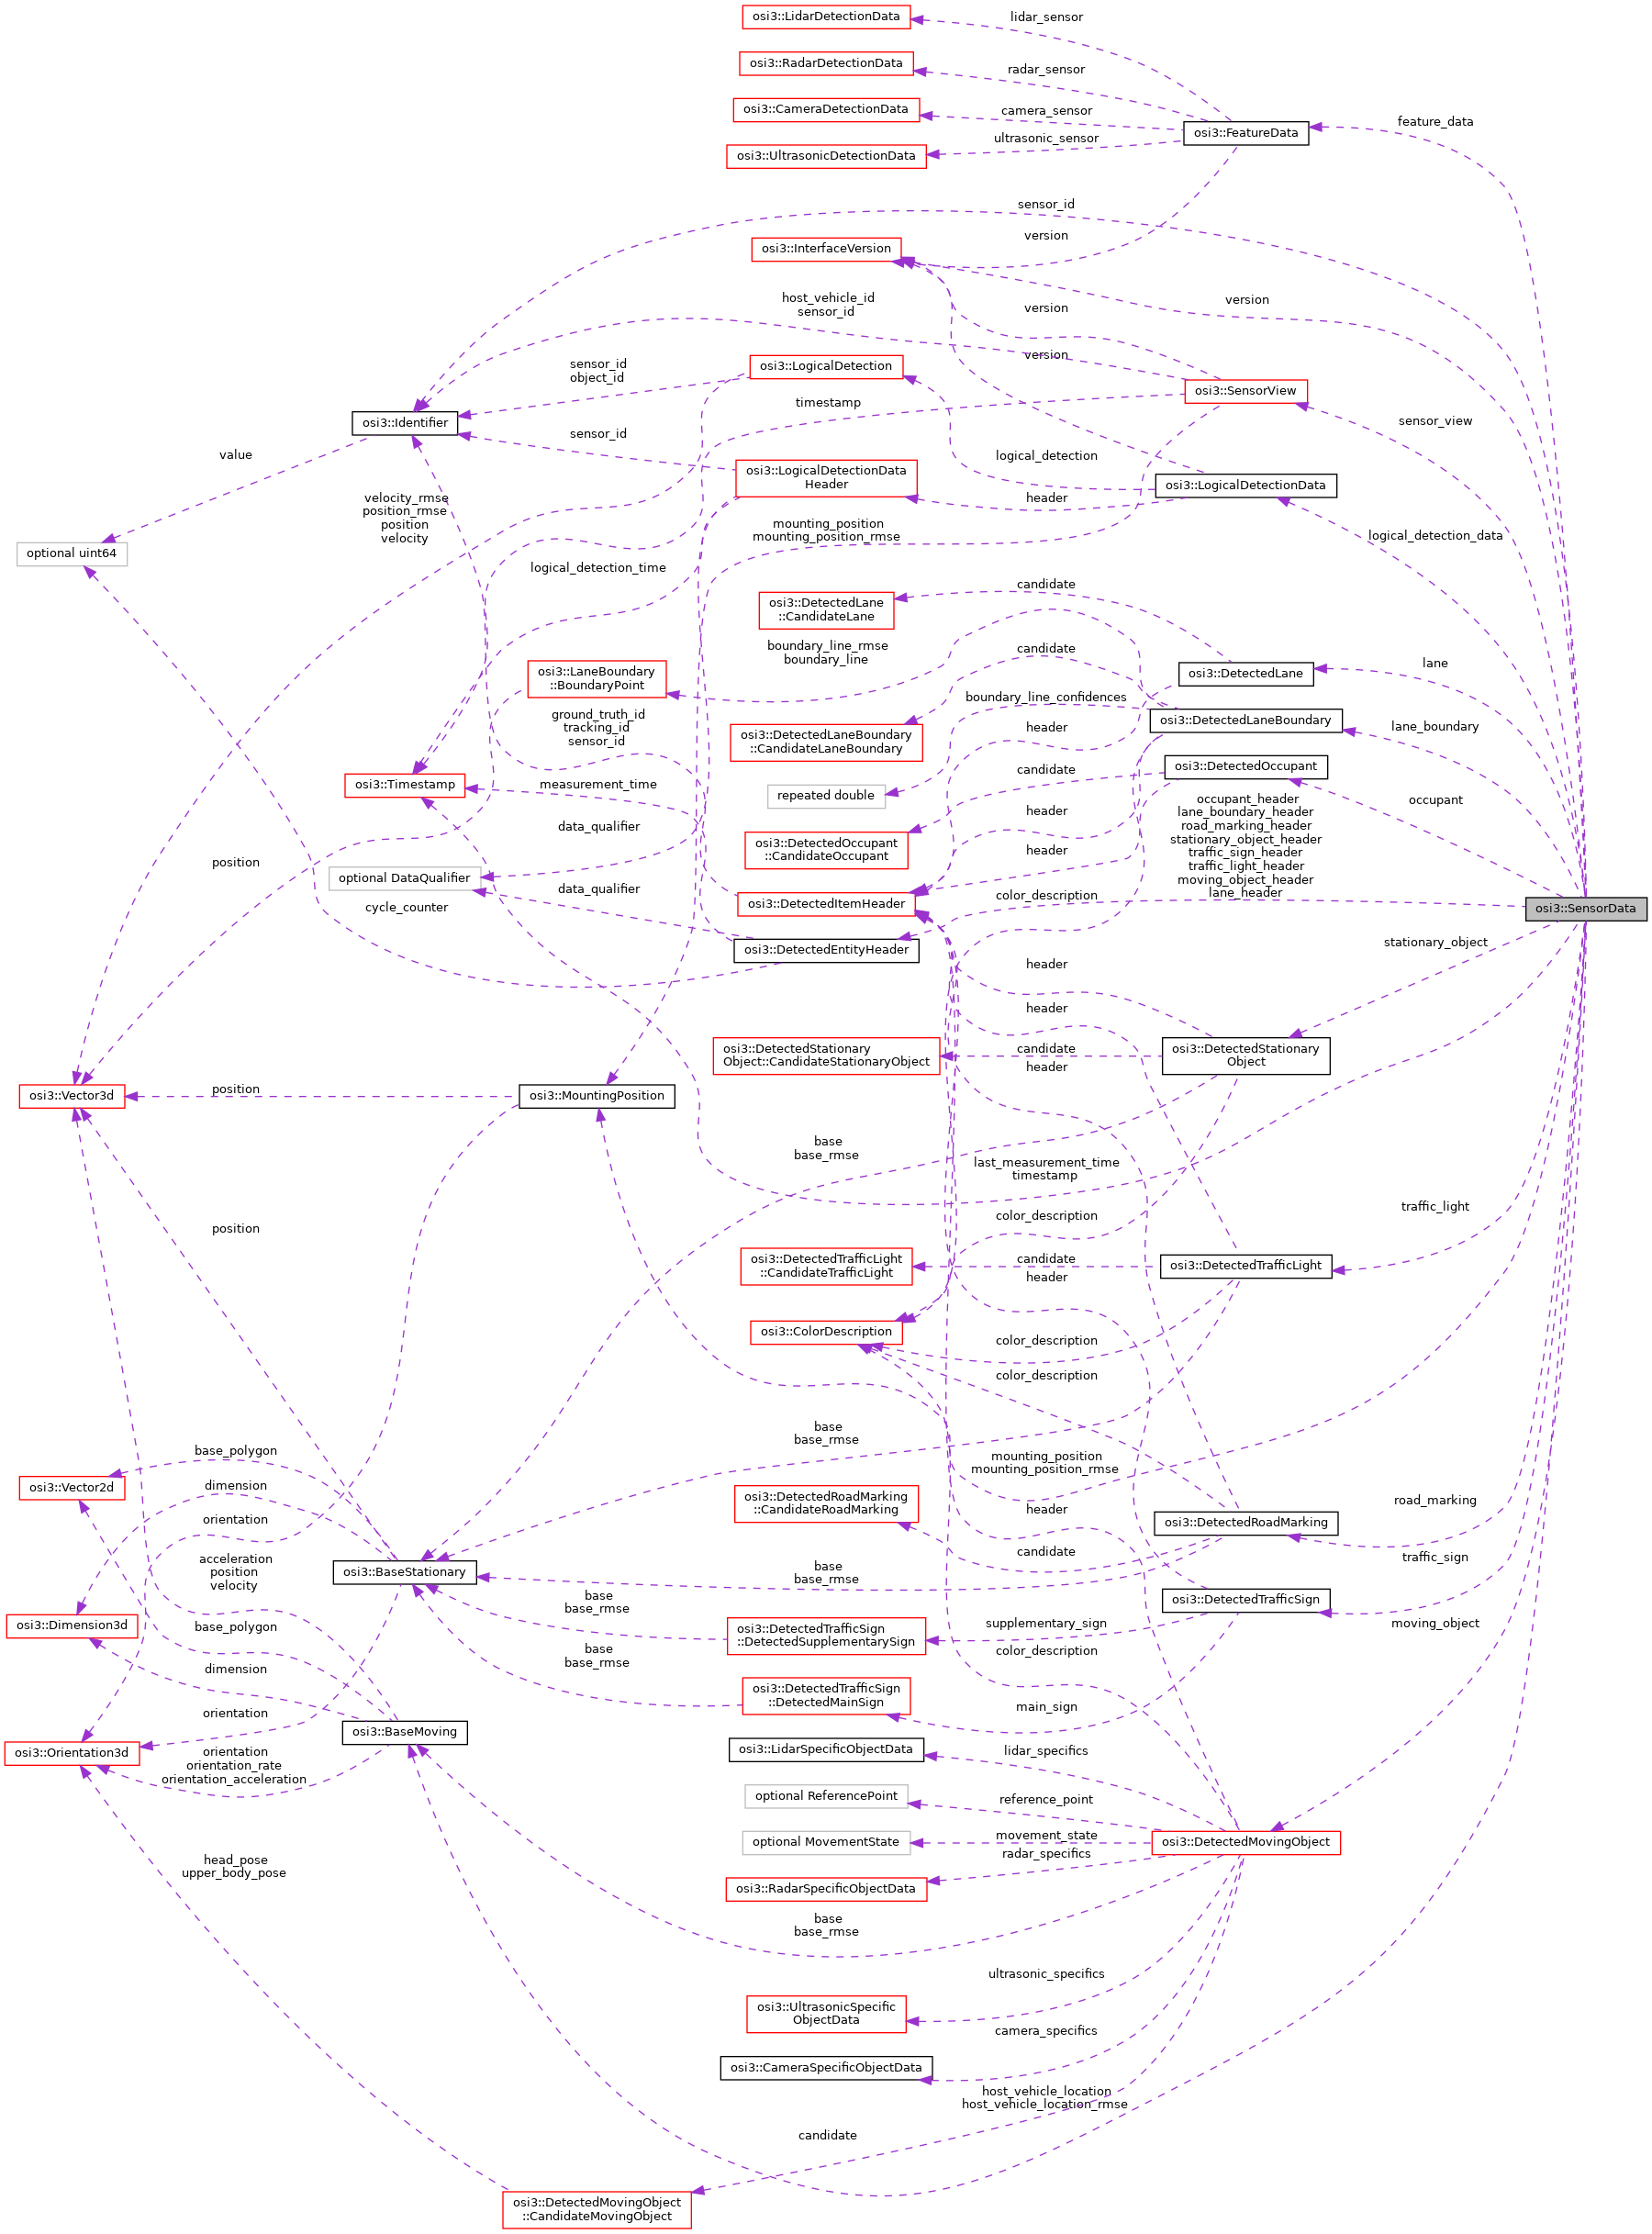 osi3::LidarDetectionData
lidar_sensor
osi3::RadarDetectionData
radar_sensor
osi3::CameraDetectionData
camera_sensor
osi3::FeatureData
feature_data
ultrasonic_sensor
osi3::UltrasonicDetectionData
sensor_id
osi3::InterfaceVersion
version
host_vehicle_id
sensor_id
version
version
version
osi3::LogicalDetection
sensor_id
object_id
osi3::SensorView
timestamp
osi3::Identifier
sensor_view
sensor_id
value
logical_detection
osi3::LogicalDetectionData
Header
osi3::LogicalDetectionData
header
velocity_rmse
position_rmse
position
velocity
mounting_position
mounting_position_rmse
logical_detection_data
optional uint64
logical_detection_time
candidate
osi3::DetectedLane
::CandidateLane
boundary_line_rmse
boundary_line
candidate
lane
osi3::LaneBoundary
::BoundaryPoint
osi3::DetectedLane
boundary_line_confidences
ground_truth_id
tracking_id
sensor_id
osi3::DetectedLaneBoundary
lane_boundary
header
osi3::DetectedLaneBoundary
::CandidateLaneBoundary
osi3::DetectedOccupant
candidate
osi3::Timestamp
measurement_time
repeated double
occupant
occupant_header
lane_boundary_header
road_marking_header
stationary_object_header
traffic_sign_header
traffic_light_header
moving_object_header
lane_header
header
data_qualifier
osi3::DetectedOccupant
::CandidateOccupant
header
position
optional DataQualifier
data_qualifier
color_description
osi3::DetectedItemHeader
cycle_counter
osi3::SensorData
osi3::DetectedEntityHeader
stationary_object
header
header
osi3::DetectedStationary
Object::CandidateStationaryObject
candidate
osi3::DetectedStationary
Object
header
position
osi3::Vector3d
osi3::MountingPosition
base
base_rmse
last_measurement_time
timestamp
traffic_light
color_description
position
osi3::DetectedTrafficLight
::CandidateTrafficLight
candidate
osi3::DetectedTrafficLight
header
osi3::ColorDescription
color_description
color_description
base
base_rmse
base_polygon
mounting_position
mounting_position_rmse
osi3::Vector2d
dimension
osi3::DetectedRoadMarking
::CandidateRoadMarking
road_marking
header
orientation
osi3::DetectedRoadMarking
candidate
traffic_sign
acceleration
position
velocity
osi3::BaseStationary
base
base_rmse
base
base_rmse
osi3::DetectedTrafficSign
osi3::Dimension3d
base_polygon
osi3::DetectedTrafficSign
::DetectedSupplementarySign
supplementary_sign
moving_object
base
base_rmse
color_description
dimension
osi3::DetectedTrafficSign
::DetectedMainSign
main_sign
orientation
osi3::BaseMoving
osi3::LidarSpecificObjectData
lidar_specifics
osi3::Orientation3d
orientation
orientation_rate
orientation_acceleration
optional ReferencePoint
reference_point
optional MovementState
movement_state
osi3::DetectedMovingObject
radar_specifics
head_pose
upper_body_pose
osi3::RadarSpecificObjectData
base
base_rmse
ultrasonic_specifics
osi3::UltrasonicSpecific
ObjectData
camera_specifics
osi3::CameraSpecificObjectData
host_vehicle_location
host_vehicle_location_rmse
candidate
osi3::DetectedMovingObject
::CandidateMovingObject